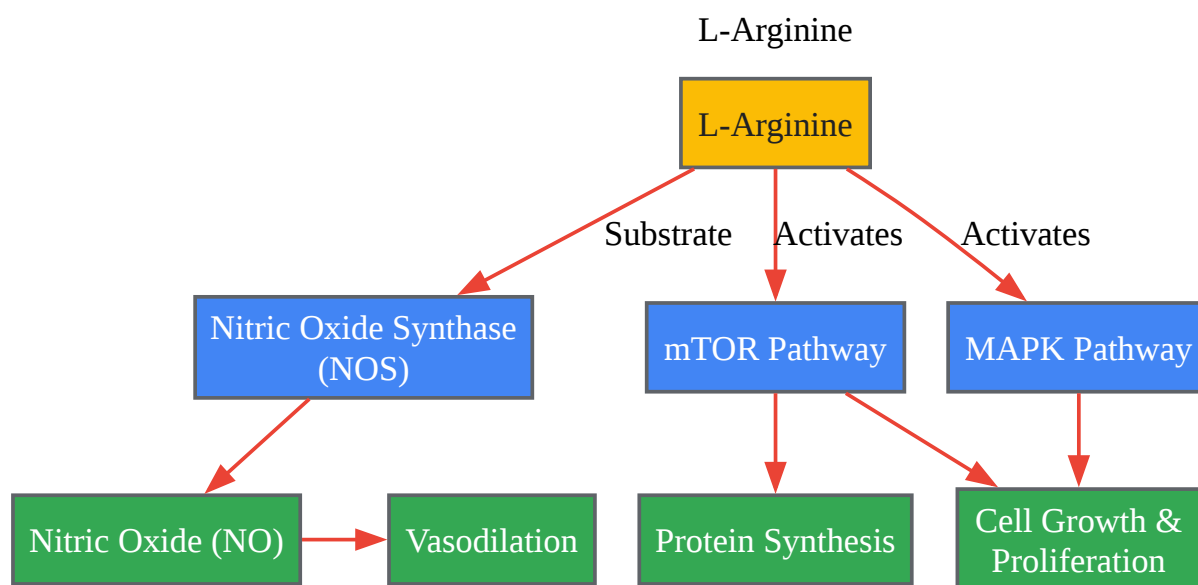 L-Arginine
L-Arginine
Substrate
Activates
Activates
Nitric Oxide Synthase
(NOS)
mTOR Pathway
MAPK Pathway
Nitric Oxide (NO)
Vasodilation
Protein Synthesis
Cell Growth &
Proliferation